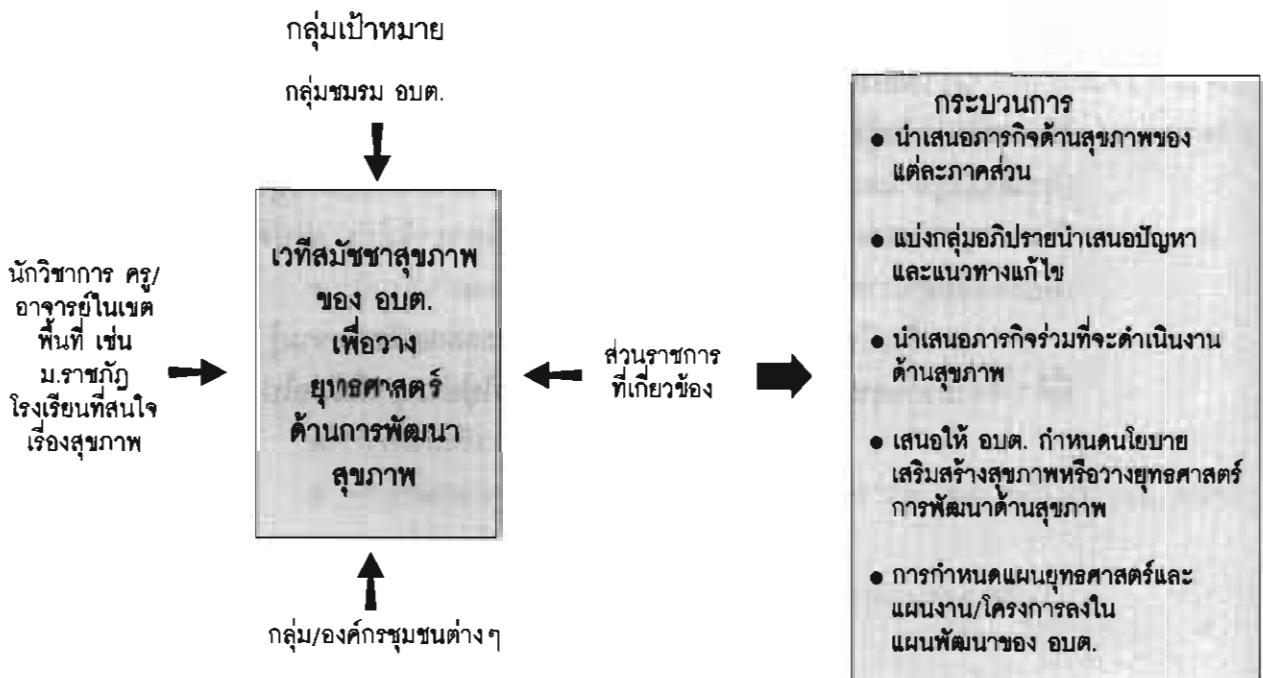 กลุ่มเป้าหมาย
กลุ่มชมรม อบต.
นักวิชาการ ครู/
อาจารย์ในเขต
พื้นที่ เช่น
ม.ราชภัฏ
โรงเรียนที่สนใจ
เรื่องสุขภาพ
เวทีสมัชชาสุขภาพ
ของ อบต.
เพื่อวาง
ยุทธศาสตร์
ด้านการพัฒนา
สุขภาพ
ส่วนราชการ
ที่เกี่ยวข้อง
กลุ่ม/องค์กรชุมชนต่างๆ
กระบวนการ
● นำเสนอภารกิจด้านสุขภาพของ
แต่ละภาคส่วน
● แบ่งกลุ่มอภิปรายนำเสนอปัญหา
และแนวทางแก้ไข
● นำเสนอภารกิจร่วมที่จะดำเนินงาน
ด้านสุขภาพ
● เสนอให้ อบต. กำหนดนโยบาย
เสริมสร้างสุขภาพหรือวางยุทธศาสตร์
การพัฒนาด้านสุขภาพ
● การกำหนดแผนยุทธศาสตร์และ
แผนงาน/โครงการลงใน
แผนพัฒนาของ อบต.